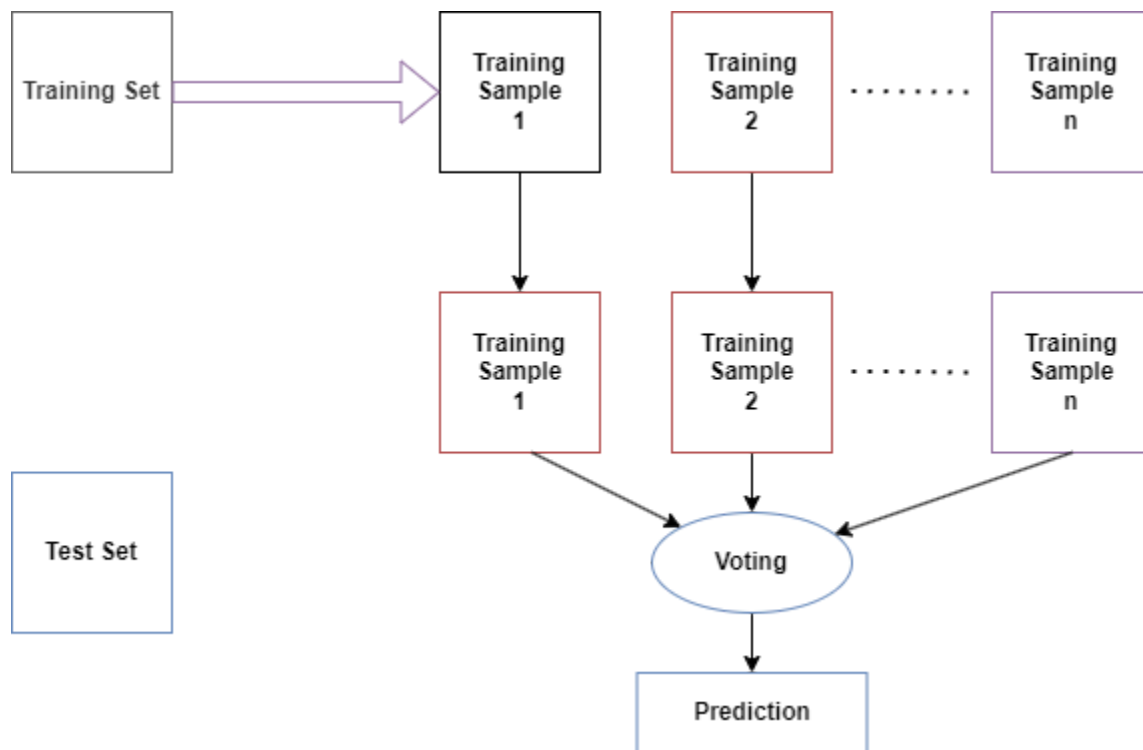 Training Set
Training
Sample
1
Training
Sample
2
Training
Sample
n
Training
Sample
1
Training
Sample
2
Training
Sample
n
Test Set
Voting
Prediction